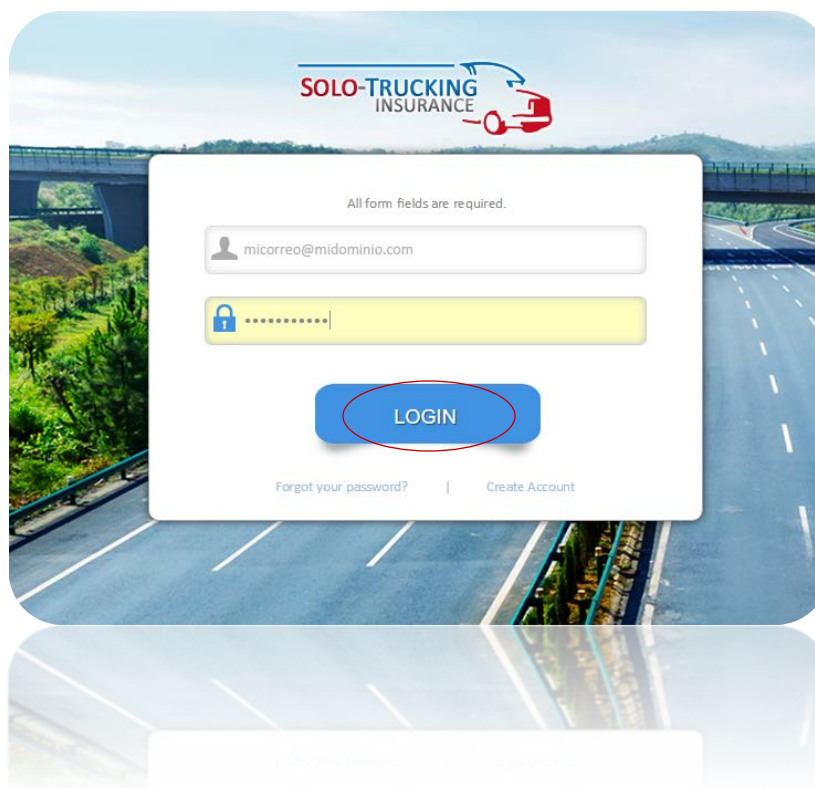 SOLO-TRUCKING
INSURANCE
All form fields are required.
micorreo@midominio.com
•••••••••••
LOGIN
Forgot your password? | Create Account